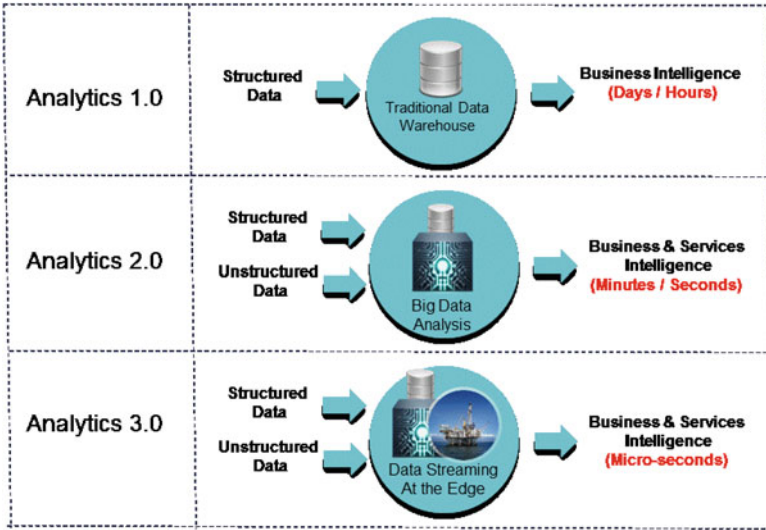 Analytics 1.0
Structured
Data
Traditional Data
Warehouse
Business Intelligence
(Days / Hours)
Analytics 2.0
Structured
Data
Unstructured
Data
Big Data
Analysis
Business & Services
Intelligence
(Minutes / Seconds)
Analytics 3.0
Structured
Data
Unstructured
Data
Data Streaming
At the Edge
Business & Services
Intelligence
(Micro-seconds)